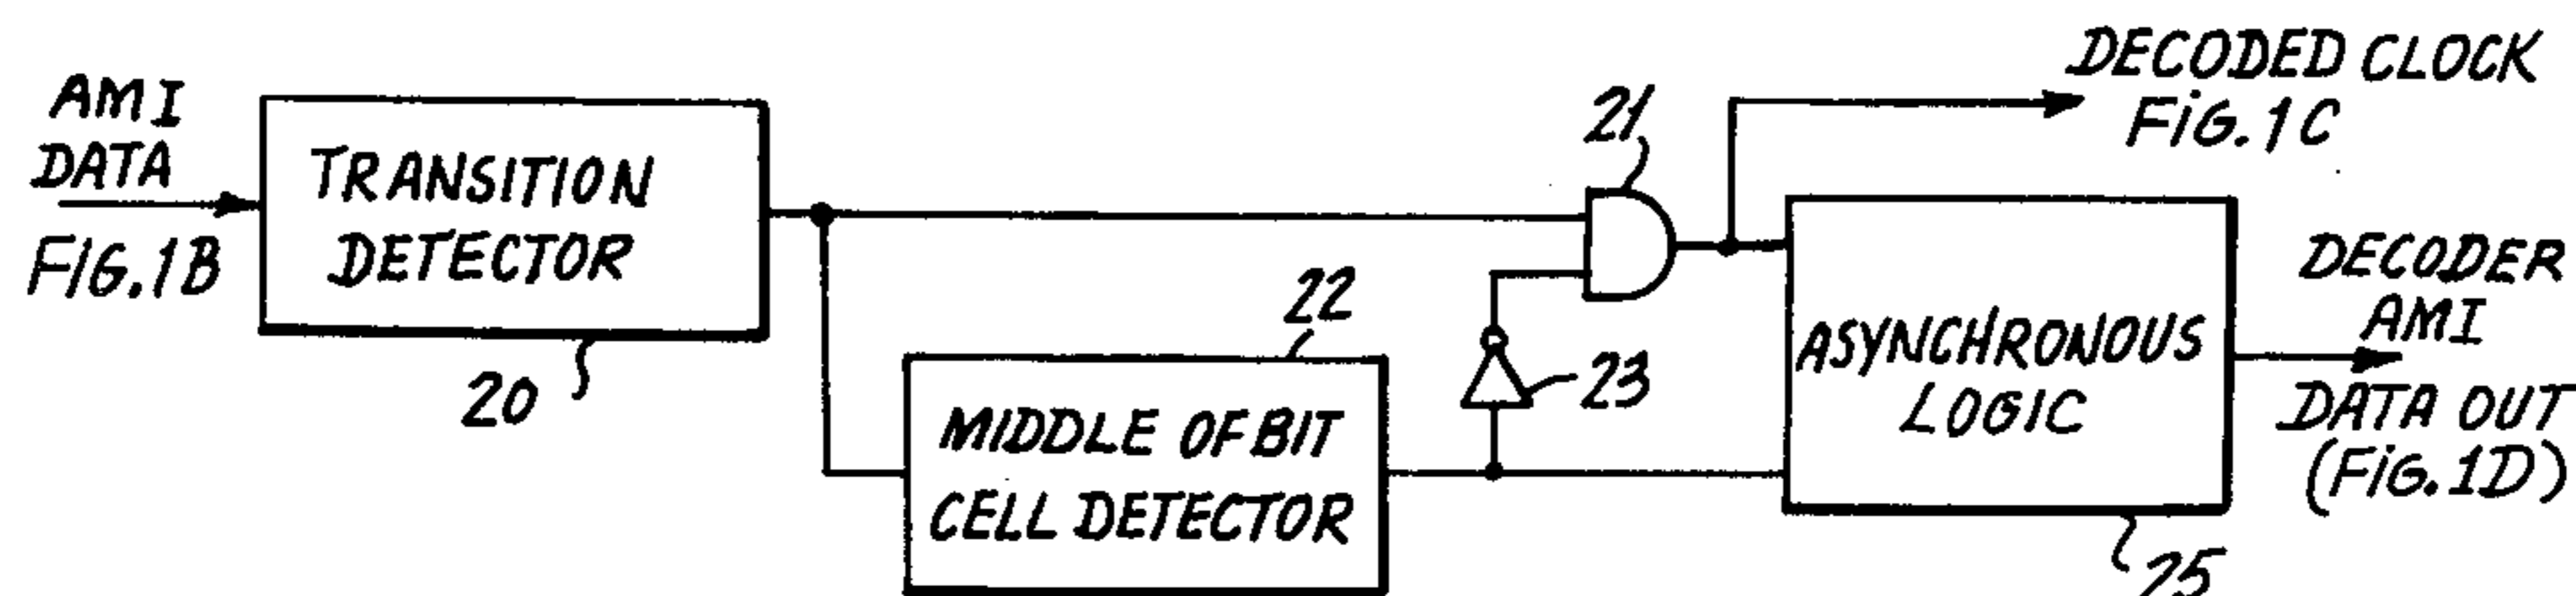 AMI
DATA
FIG.1B
TRANSITION
DETECTOR
20
21
22
MIDDLE OF BIT
CELL DETECTOR
23
DECODED CLOCK
FIG.1C
ASYNCHRONOUS
LOGIC
25
DECODER
AMI
DATA OUT
(FIG.1D)